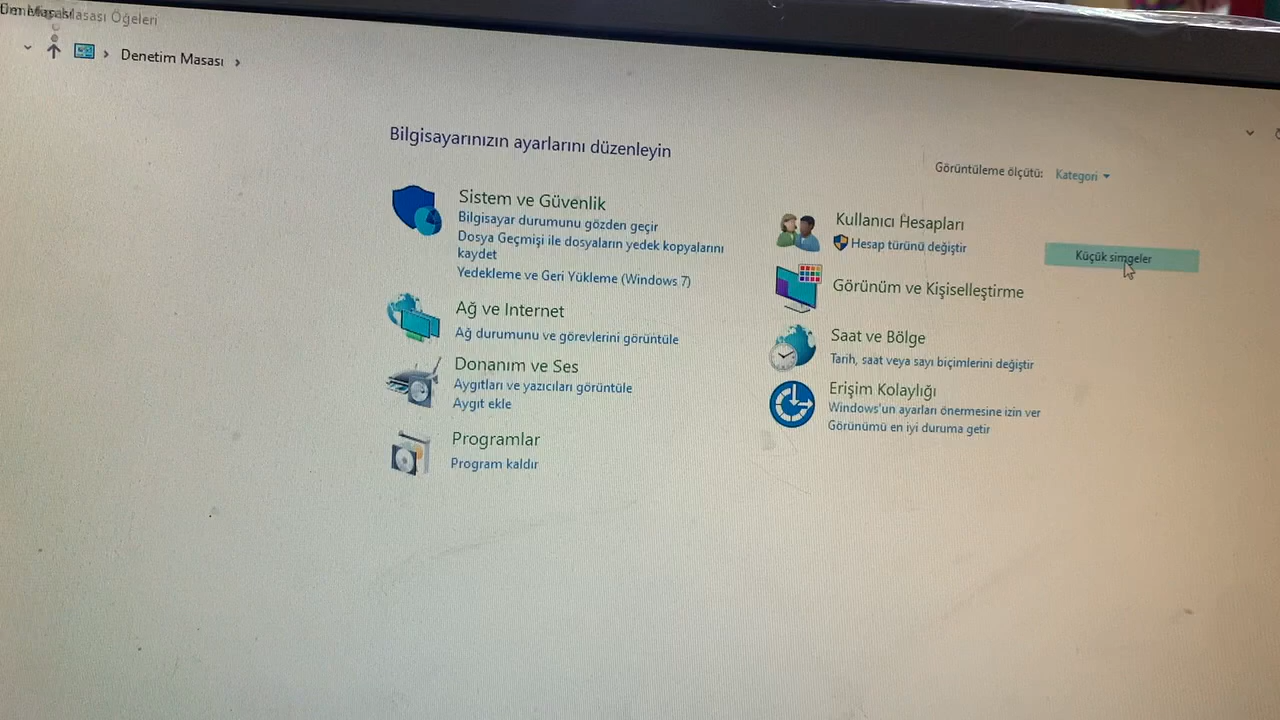 Denetim Masası
Bilgisayarınızın ayarlarını düzenleyin
Görüntüleme ölçütü: Kategori
Sistem ve Güvenlik
Bilgisayar durumunu gözden geçir
Dosya Geçmişi ile dosyaların yedek kopyalarını
kaydet
Yedekleme ve Geri Yükleme (Windows 7)
Ağ ve Internet
Ağ durumunu ve görevlerini görüntüle
Donanım ve Ses
Aygıtları ve yazıcıları görüntüle
Aygıt ekle
Programlar
Program kaldır
Kullanıcı Hesapları
Hesap türünü değiştir
Küçük simgeler
Görünüm ve Kişiselleştirme
Saat ve Bölge
Tarih, saat veya sayı biçimlerini değiştir
Erişim Kolaylığı
Windows'un ayarları önermesine izin ver
Görünümü en iyi duruma getir